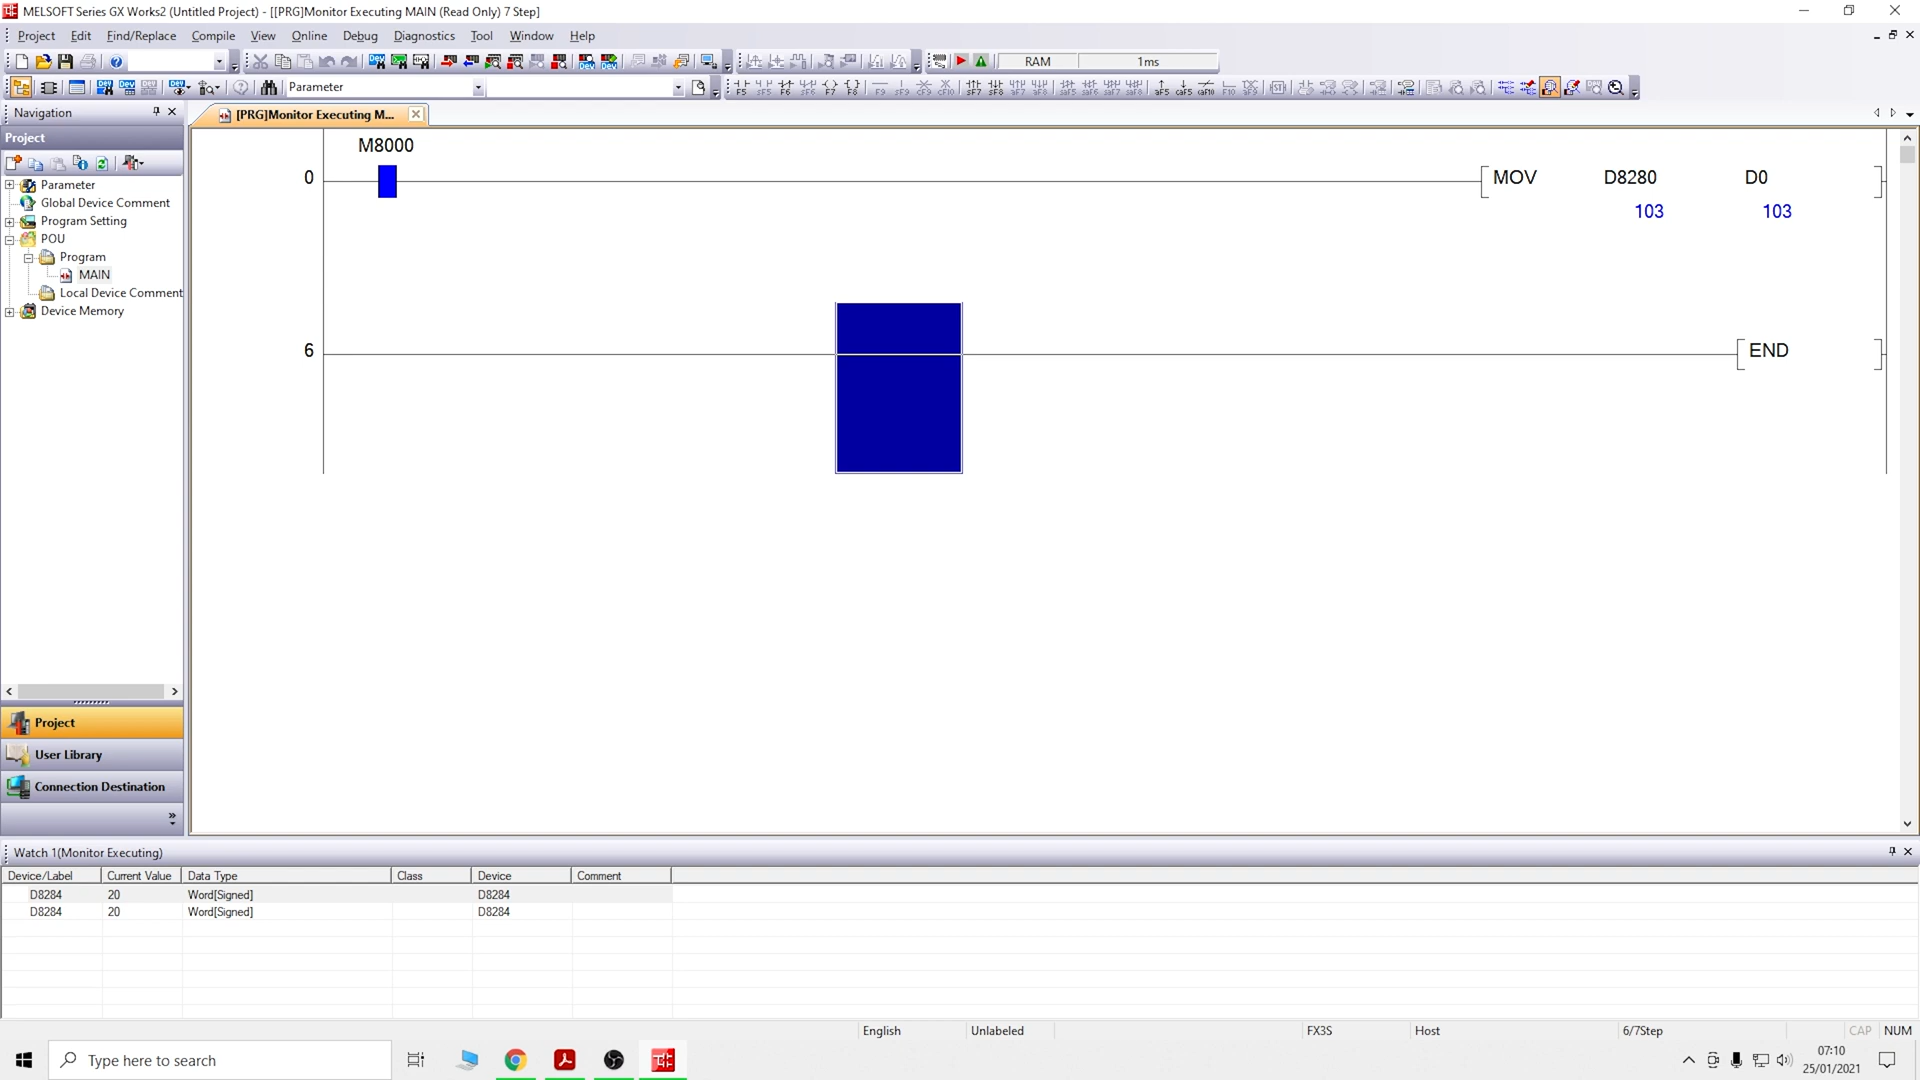 MELSOFT Series GX Works2 (Untitled Project) - [[PRG]Monitor Executing MAIN (Read Only) 7 Step]
Project Edit Find/Replace Compile View Online Debug Diagnostics Tool Window Help
RAM 1ms
Parameter
Navigation
[PRG]Monitor Executing M...
Project
Parameter
Global Device Comment
Program Setting
POU
Program
MAIN
Local Device Comment
Device Memory
M8000
0 MOV D8280 D0
103 103
6 END
Project
User Library
Connection Destination
Watch 1(Monitor Executing)
Device/Label Current Value Data Type Class Device Comment
D8284 20 Word[Signed] D8284
D8284 20 Word[Signed] D8284
English Unlabeled FX3S Host 6/7Step CAP NUM
Type here to search
07:10
25/01/2021